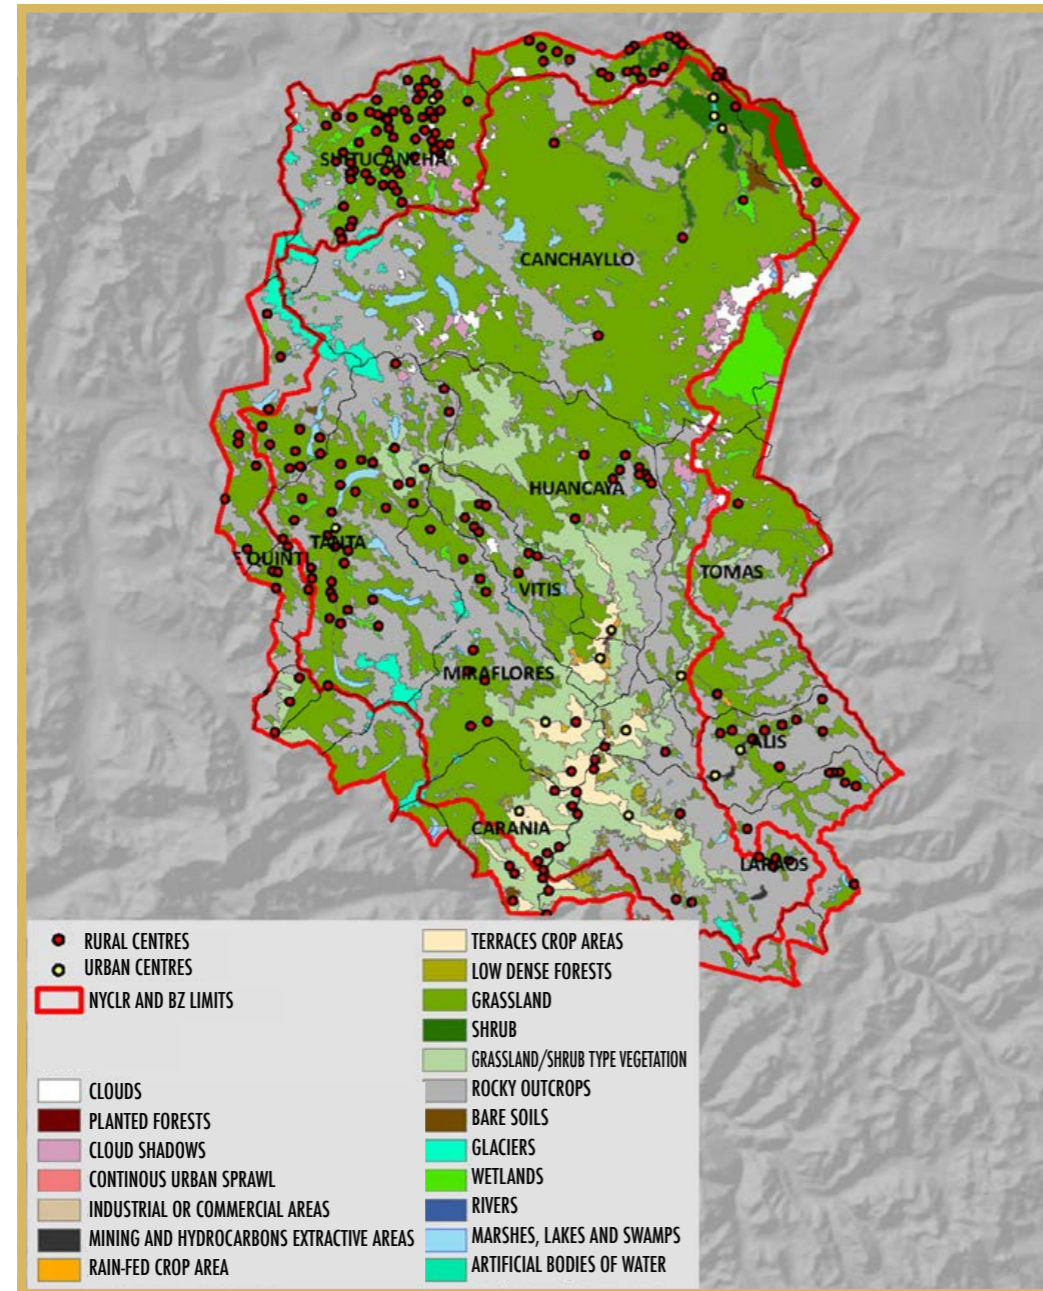 SUITUCANCHA
CANCHAYLLO
HUANCAYA
TANTA
QUINTI
TOMAS
VITIS
MIRAFLORES
ALIS
CARANIA
LARAOS
RURAL CENTRES
URBAN CENTRES
NYCLR AND BZ LIMITS
CLOUDS
PLANTED FORESTS
CLOUD SHADOWS
CONTINOUS URBAN SPRAWL
INDUSTRIAL OR COMMERCIAL AREAS
MINING AND HYDROCARBONS EXTRACTIVE AREAS
RAIN-FED CROP AREA
TERRACES CROP AREAS
LOW DENSE FORESTS
GRASSLAND
SHRUB
GRASSLAND/SHRUB TYPE VEGETATION
ROCKY OUTCROPS
BARE SOILS
GLACIERS
WETLANDS
RIVERS
MARSHES, LAKES AND SWAMPS
ARTIFICIAL BODIES OF WATER